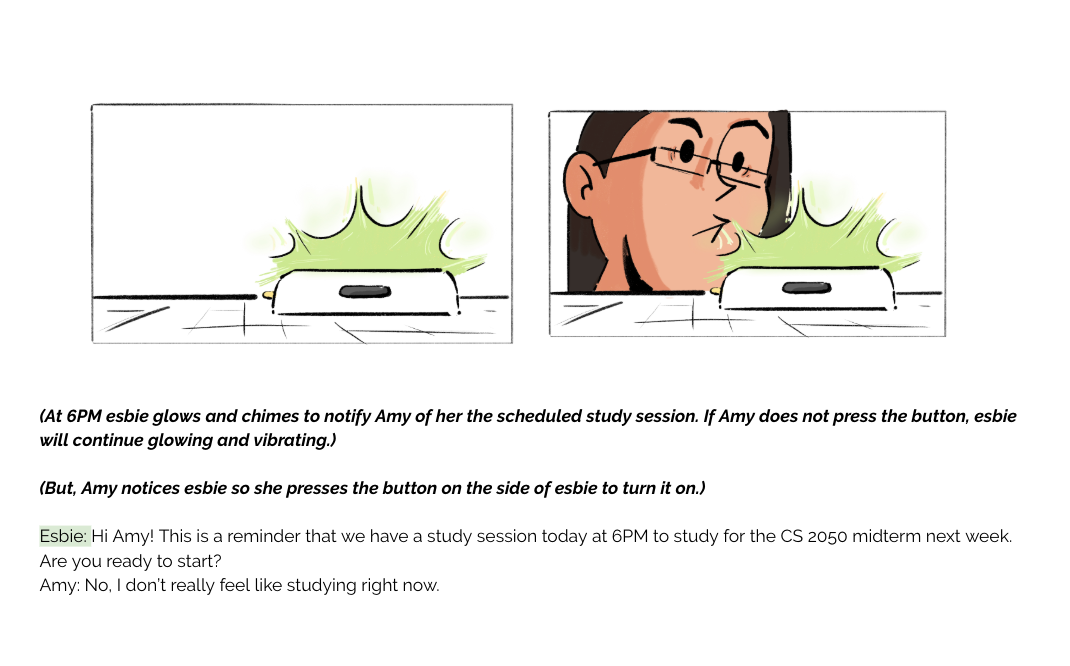 (At 6PM esbie glows and chimes to notify Amy of her the scheduled study session. If Amy does not press the button, esbie
will continue glowing and vibrating.)
(But, Amy notices esbie so she presses the button on the side of esbie to turn it on.)
Esbie: Hi Amy! This is a reminder that we have a study session today at 6PM to study for the CS 2050 midterm next week.
Are you ready to start?
Amy: No, I don’t really feel like studying right now.